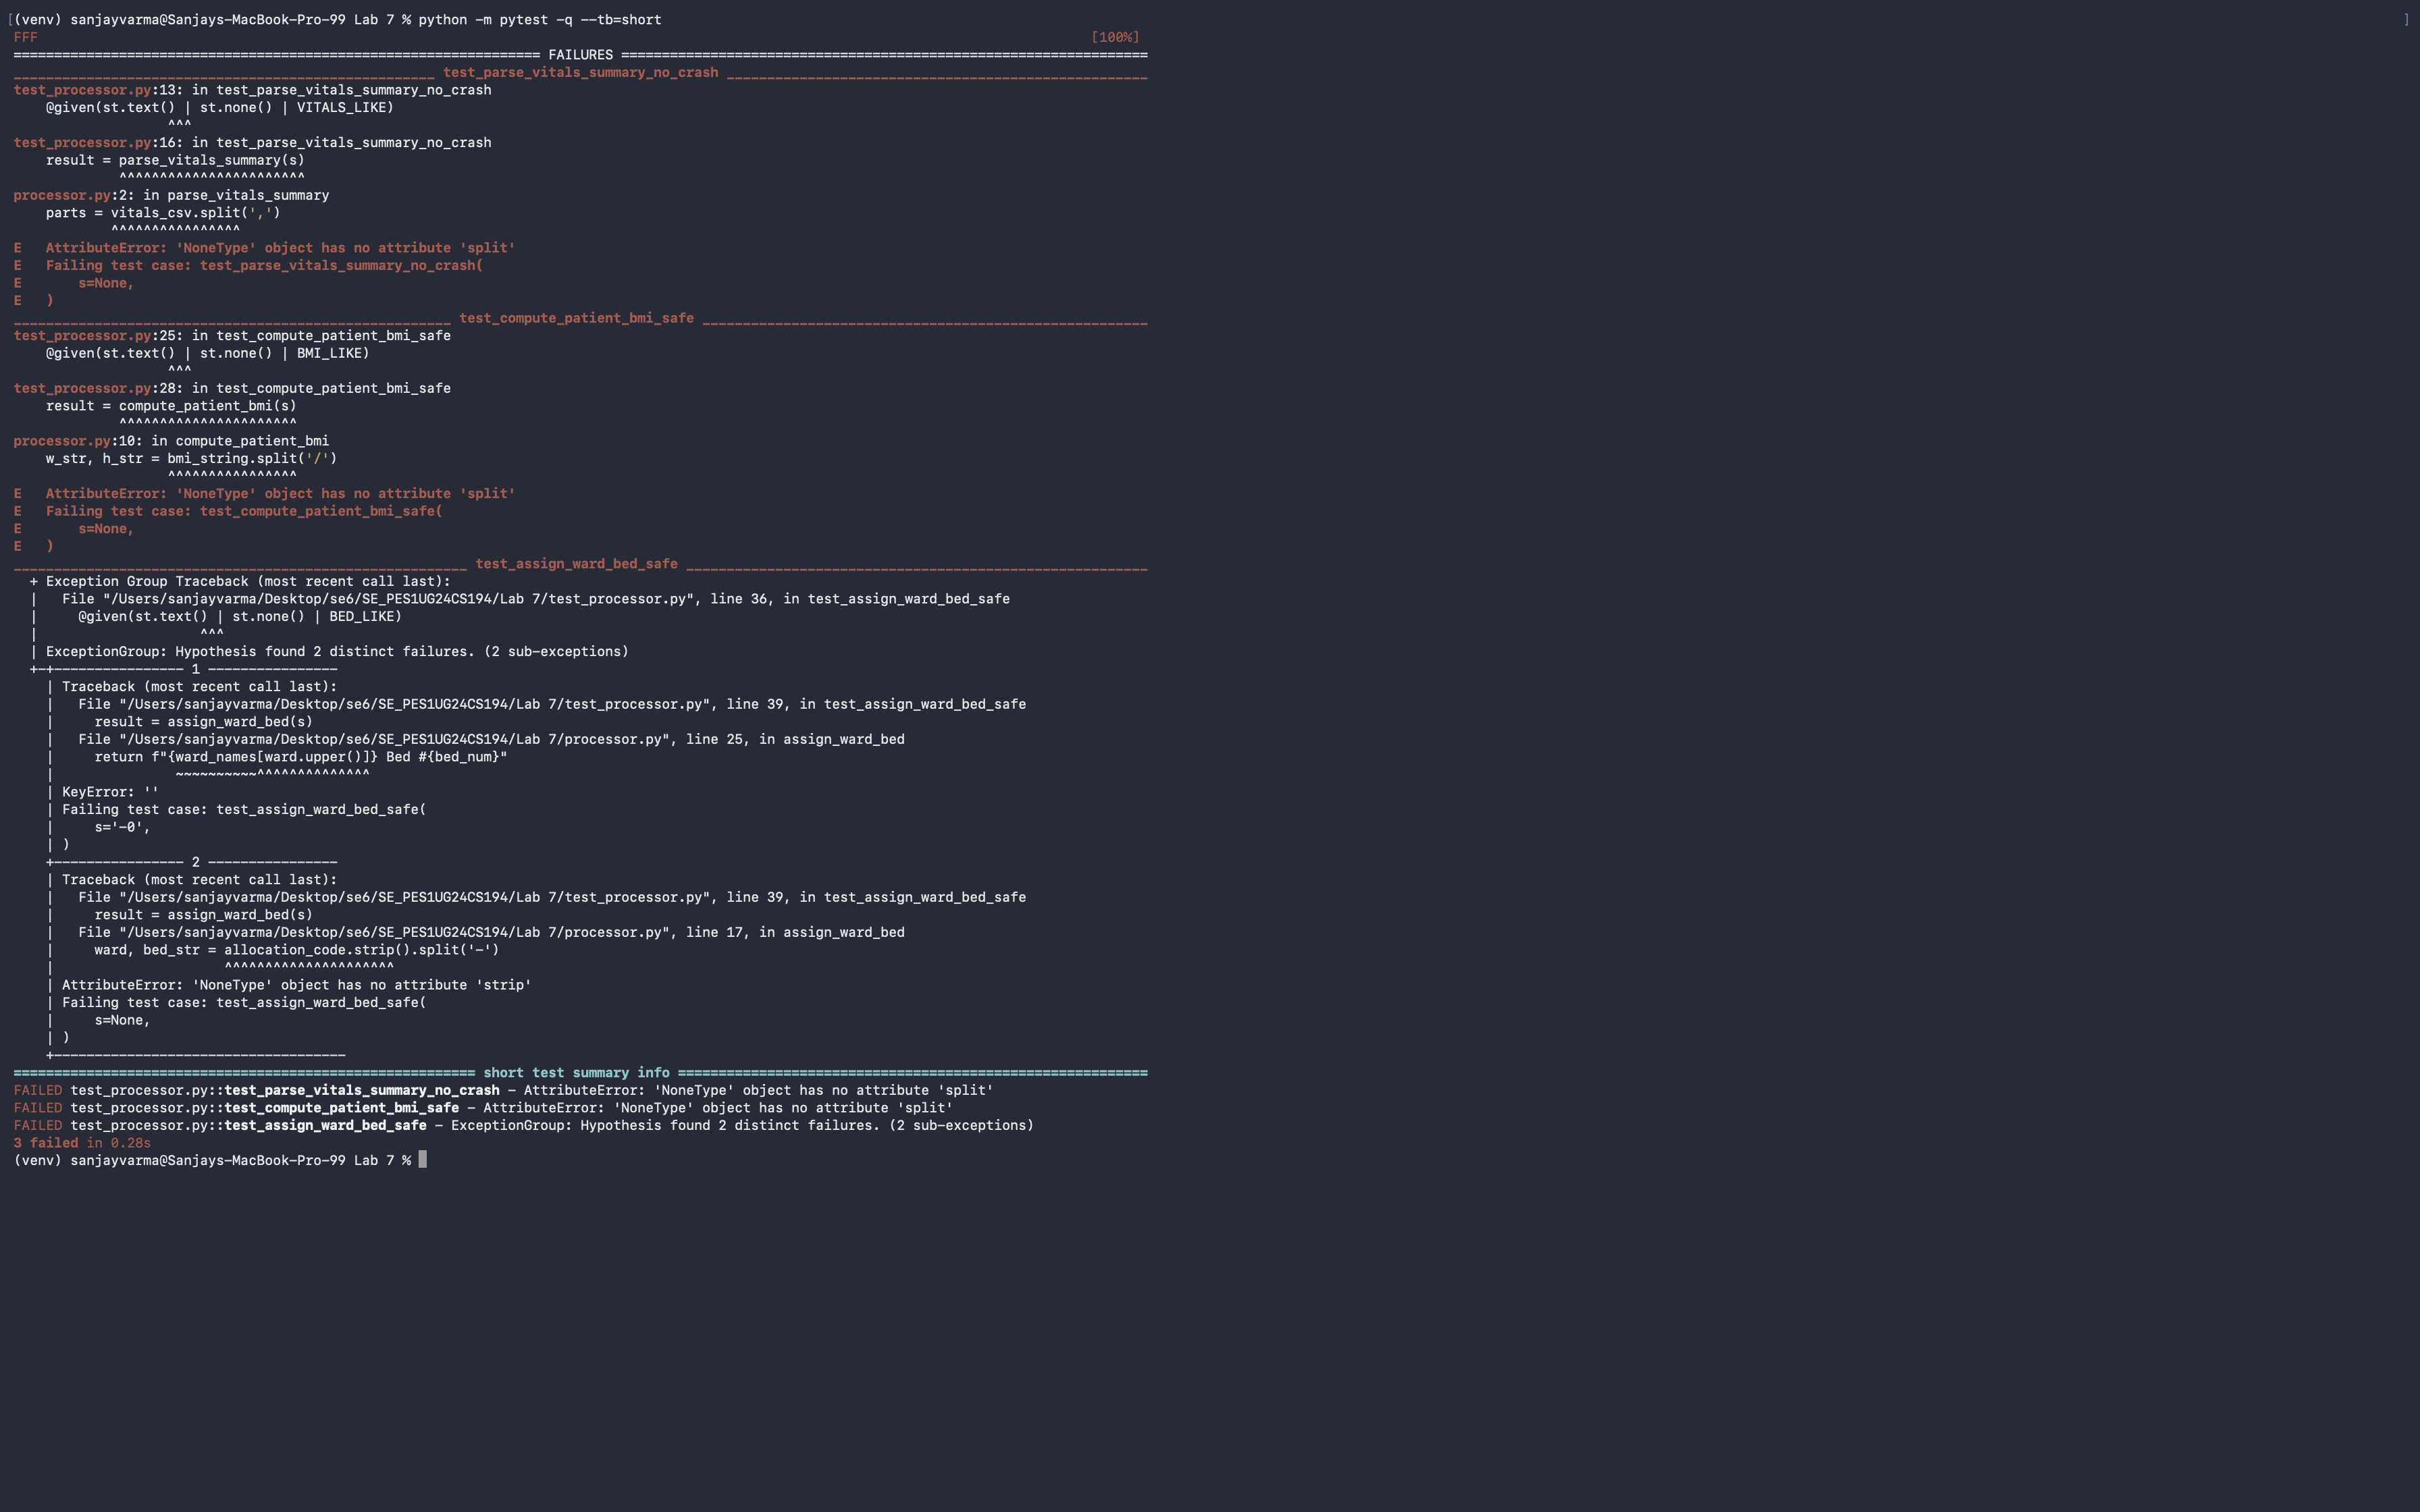 [(venv) sanjayvarma@Sanjays-MacBook-Pro-99 Lab 7 % python -m pytest -q --tb=short ]
FFF [100%]
================================================================= FAILURES =================================================================
____________________________________________________ test_parse_vitals_summary_no_crash ____________________________________________________
test_processor.py:13: in test_parse_vitals_summary_no_crash
    @given(st.text() | st.none() | VITALS_LIKE)
                   ^^^
test_processor.py:16: in test_parse_vitals_summary_no_crash
    result = parse_vitals_summary(s)
             ^^^^^^^^^^^^^^^^^^^^^^^
processor.py:2: in parse_vitals_summary
    parts = vitals_csv.split(',')
            ^^^^^^^^^^^^^^^^
E   AttributeError: 'NoneType' object has no attribute 'split'
E   Failing test case: test_parse_vitals_summary_no_crash(
E       s=None,
E   )
______________________________________________________ test_compute_patient_bmi_safe _______________________________________________________
test_processor.py:25: in test_compute_patient_bmi_safe
    @given(st.text() | st.none() | BMI_LIKE)
                   ^^^
test_processor.py:28: in test_compute_patient_bmi_safe
    result = compute_patient_bmi(s)
             ^^^^^^^^^^^^^^^^^^^^^^
processor.py:10: in compute_patient_bmi
    w_str, h_str = bmi_string.split('/')
                   ^^^^^^^^^^^^^^^^
E   AttributeError: 'NoneType' object has no attribute 'split'
E   Failing test case: test_compute_patient_bmi_safe(
E       s=None,
E   )
________________________________________________________ test_assign_ward_bed_safe _________________________________________________________
  + Exception Group Traceback (most recent call last):
  |   File "/Users/sanjayvarma/Desktop/se6/SE_PES1UG24CS194/Lab 7/test_processor.py", line 36, in test_assign_ward_bed_safe
  |     @given(st.text() | st.none() | BED_LIKE)
  |                    ^^^
  | ExceptionGroup: Hypothesis found 2 distinct failures. (2 sub-exceptions)
  +-+---------------- 1 ----------------
    | Traceback (most recent call last):
    |   File "/Users/sanjayvarma/Desktop/se6/SE_PES1UG24CS194/Lab 7/test_processor.py", line 39, in test_assign_ward_bed_safe
    |     result = assign_ward_bed(s)
    |   File "/Users/sanjayvarma/Desktop/se6/SE_PES1UG24CS194/Lab 7/processor.py", line 25, in assign_ward_bed
    |     return f"{ward_names[ward.upper()]} Bed #{bed_num}"
    |               ~~~~~~~~~~^^^^^^^^^^^^^^
    | KeyError: ''
    | Failing test case: test_assign_ward_bed_safe(
    |     s='-0',
    | )
    +---------------- 2 ----------------
    | Traceback (most recent call last):
    |   File "/Users/sanjayvarma/Desktop/se6/SE_PES1UG24CS194/Lab 7/test_processor.py", line 39, in test_assign_ward_bed_safe
    |     result = assign_ward_bed(s)
    |   File "/Users/sanjayvarma/Desktop/se6/SE_PES1UG24CS194/Lab 7/processor.py", line 17, in assign_ward_bed
    |     ward, bed_str = allocation_code.strip().split('-')
    |                     ^^^^^^^^^^^^^^^^^^^^^
    | AttributeError: 'NoneType' object has no attribute 'strip'
    | Failing test case: test_assign_ward_bed_safe(
    |     s=None,
    | )
    +------------------------------------
========================================================= short test summary info ==========================================================
FAILED test_processor.py::test_parse_vitals_summary_no_crash - AttributeError: 'NoneType' object has no attribute 'split'
FAILED test_processor.py::test_compute_patient_bmi_safe - AttributeError: 'NoneType' object has no attribute 'split'
FAILED test_processor.py::test_assign_ward_bed_safe - ExceptionGroup: Hypothesis found 2 distinct failures. (2 sub-exceptions)
3 failed in 0.28s
(venv) sanjayvarma@Sanjays-MacBook-Pro-99 Lab 7 %